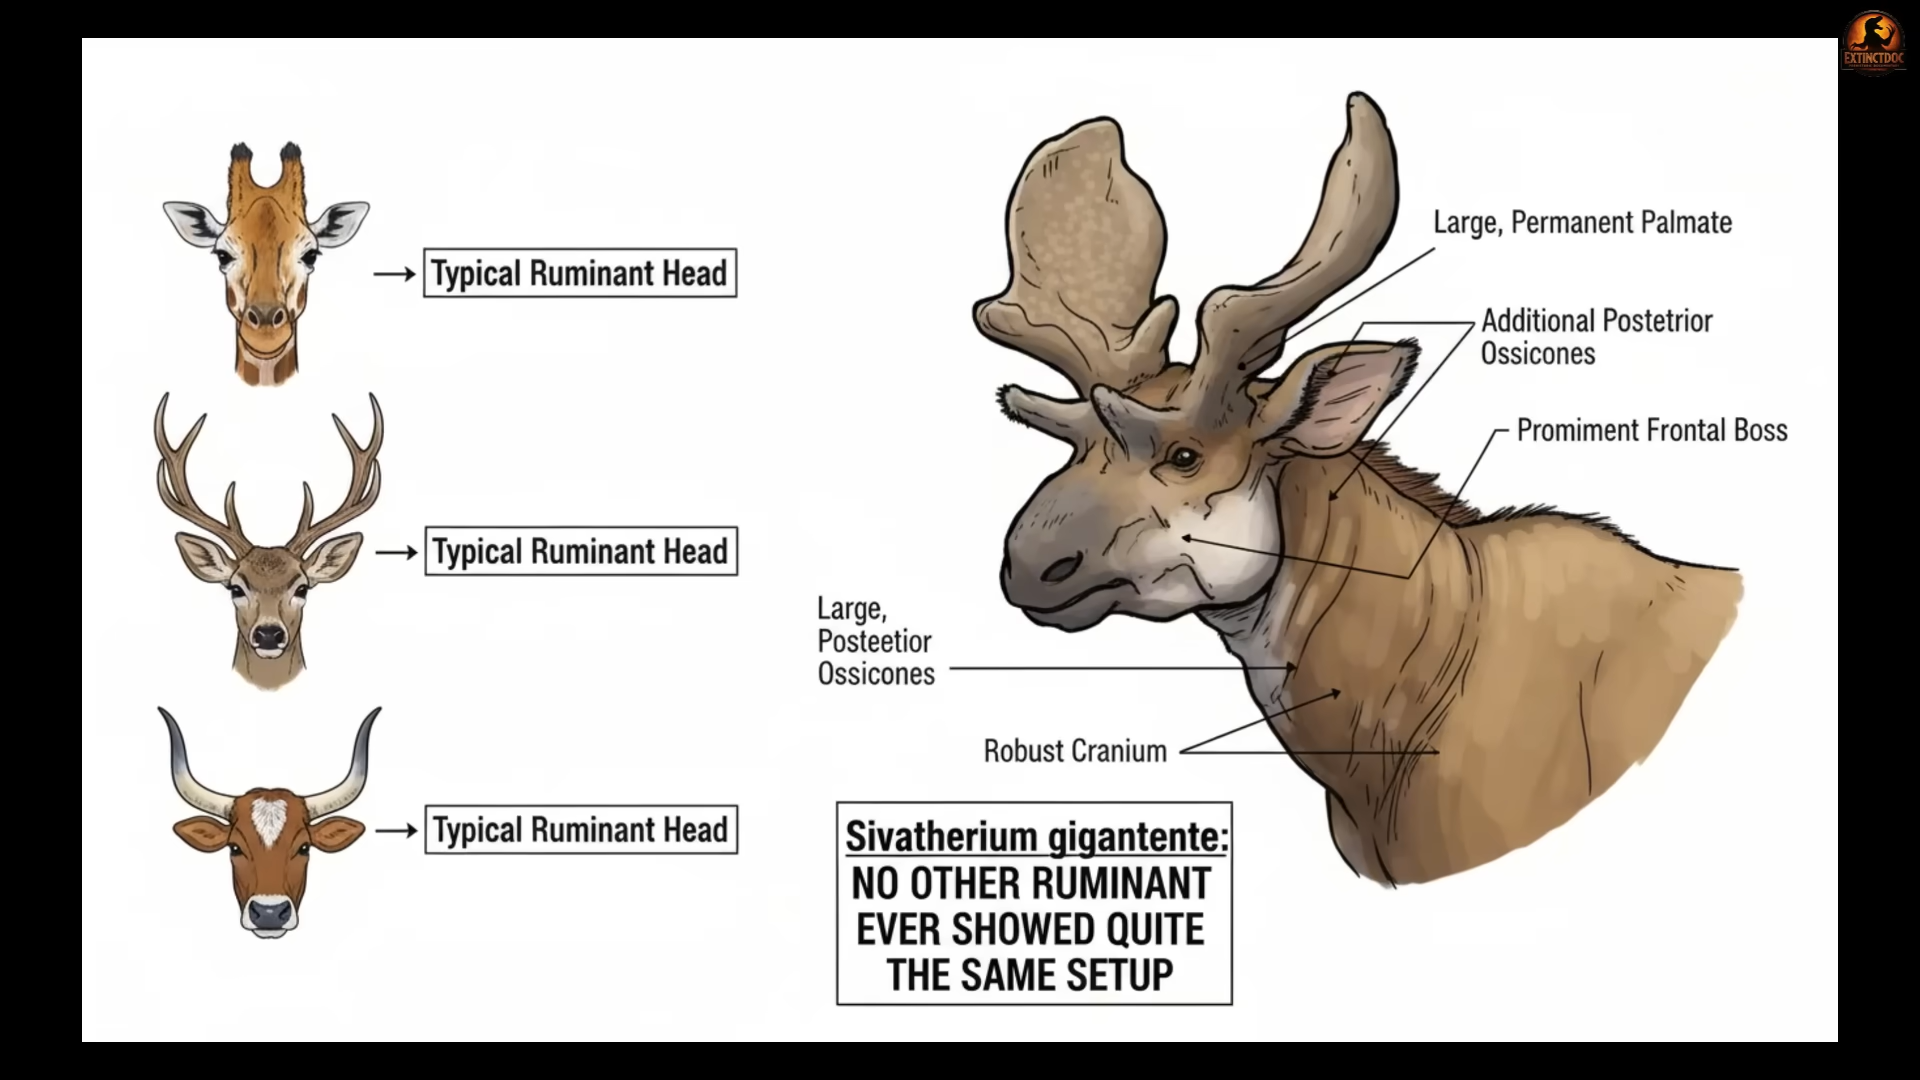 EXTINCTDOC
Typical Ruminant Head
Typical Ruminant Head
Typical Ruminant Head
Large, Permanent Palmate
Additional Postetrior
Ossicones
Promiment Frontal Boss
Large,
Posteetior
Ossicones
Robust Cranium
Sivatherium gigantente:
NO OTHER RUMINANT
EVER SHOWED QUITE
THE SAME SETUP